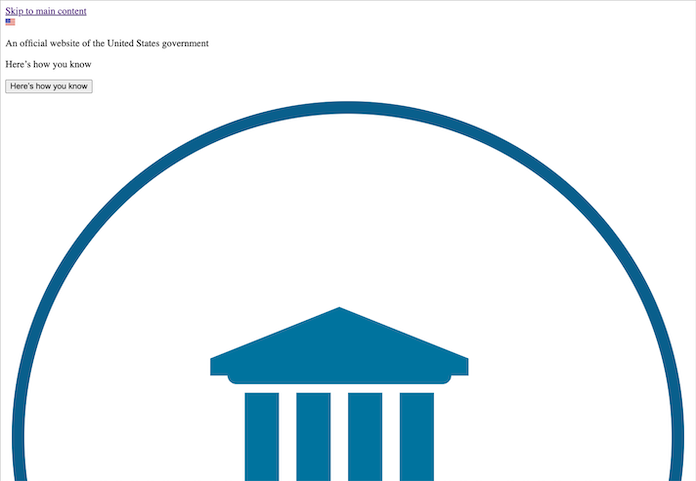 Skip to main content
An official website of the United States government
Here’s how you know
Here’s how you know